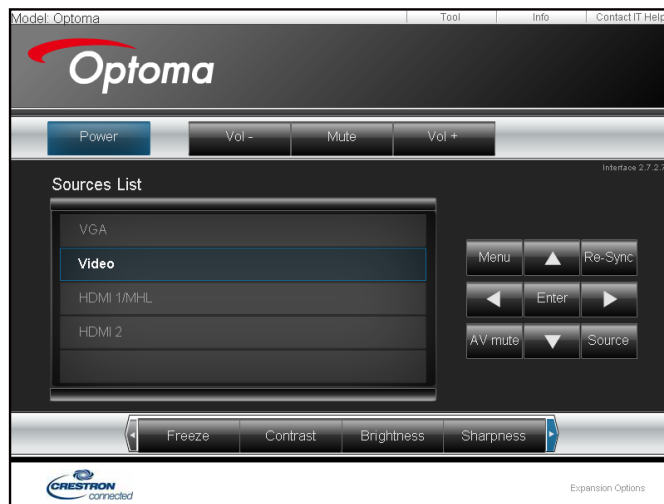 Model: Optoma
Tool
Info
Contact IT Help
Optoma
Power
Vol -
Mute
Vol +
Interface 2.7.2.7
Sources List
VGA
Video
HDMI 1/MHL
HDMI 2
Menu
Re-Sync
Enter
AV mute
Source
Freeze
Contrast
Brightness
Sharpness
CRESTRON
connected
Expansion Options